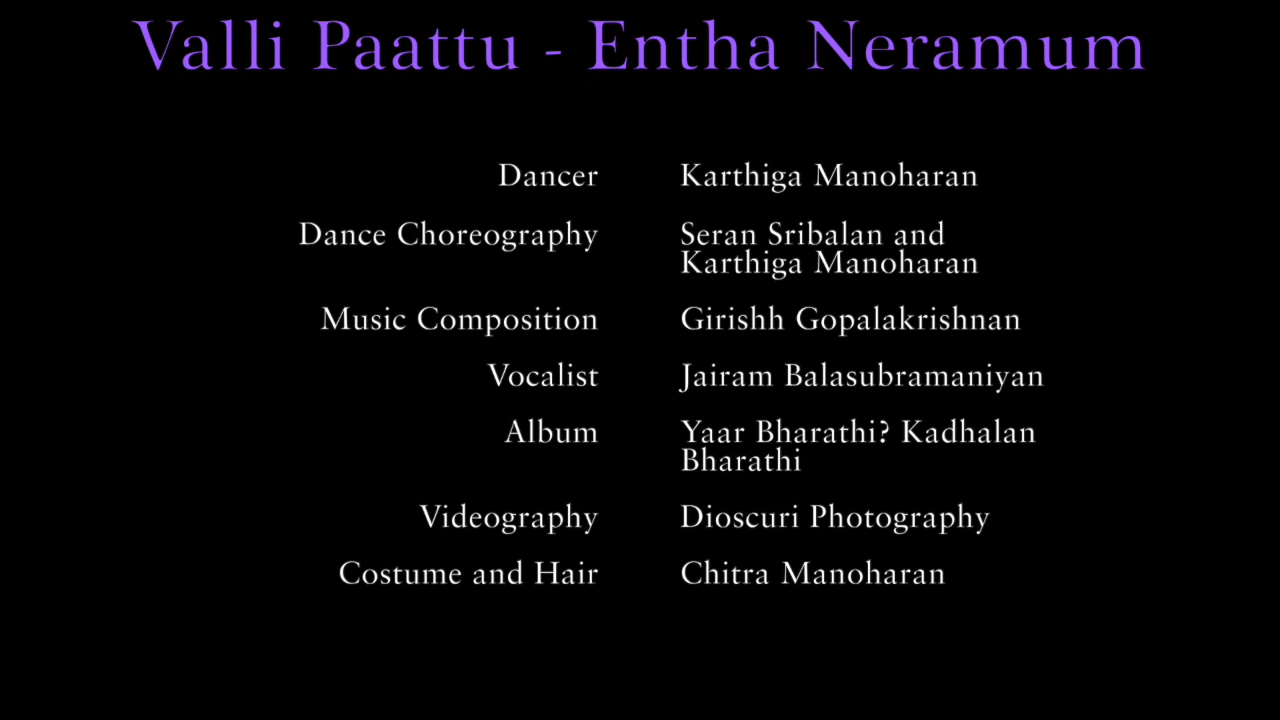 Valli Paattu - Entha Neramum
Dancer Karthiga Manoharan
Dance Choreography Seran Sribalan and
Karthiga Manoharan
Music Composition Girishh Gopalakrishnan
Vocalist Jairam Balasubramaniyan
Album Yaar Bharathi? Kadhalan
Bharathi
Videography Dioscuri Photography
Costume and Hair Chitra Manoharan